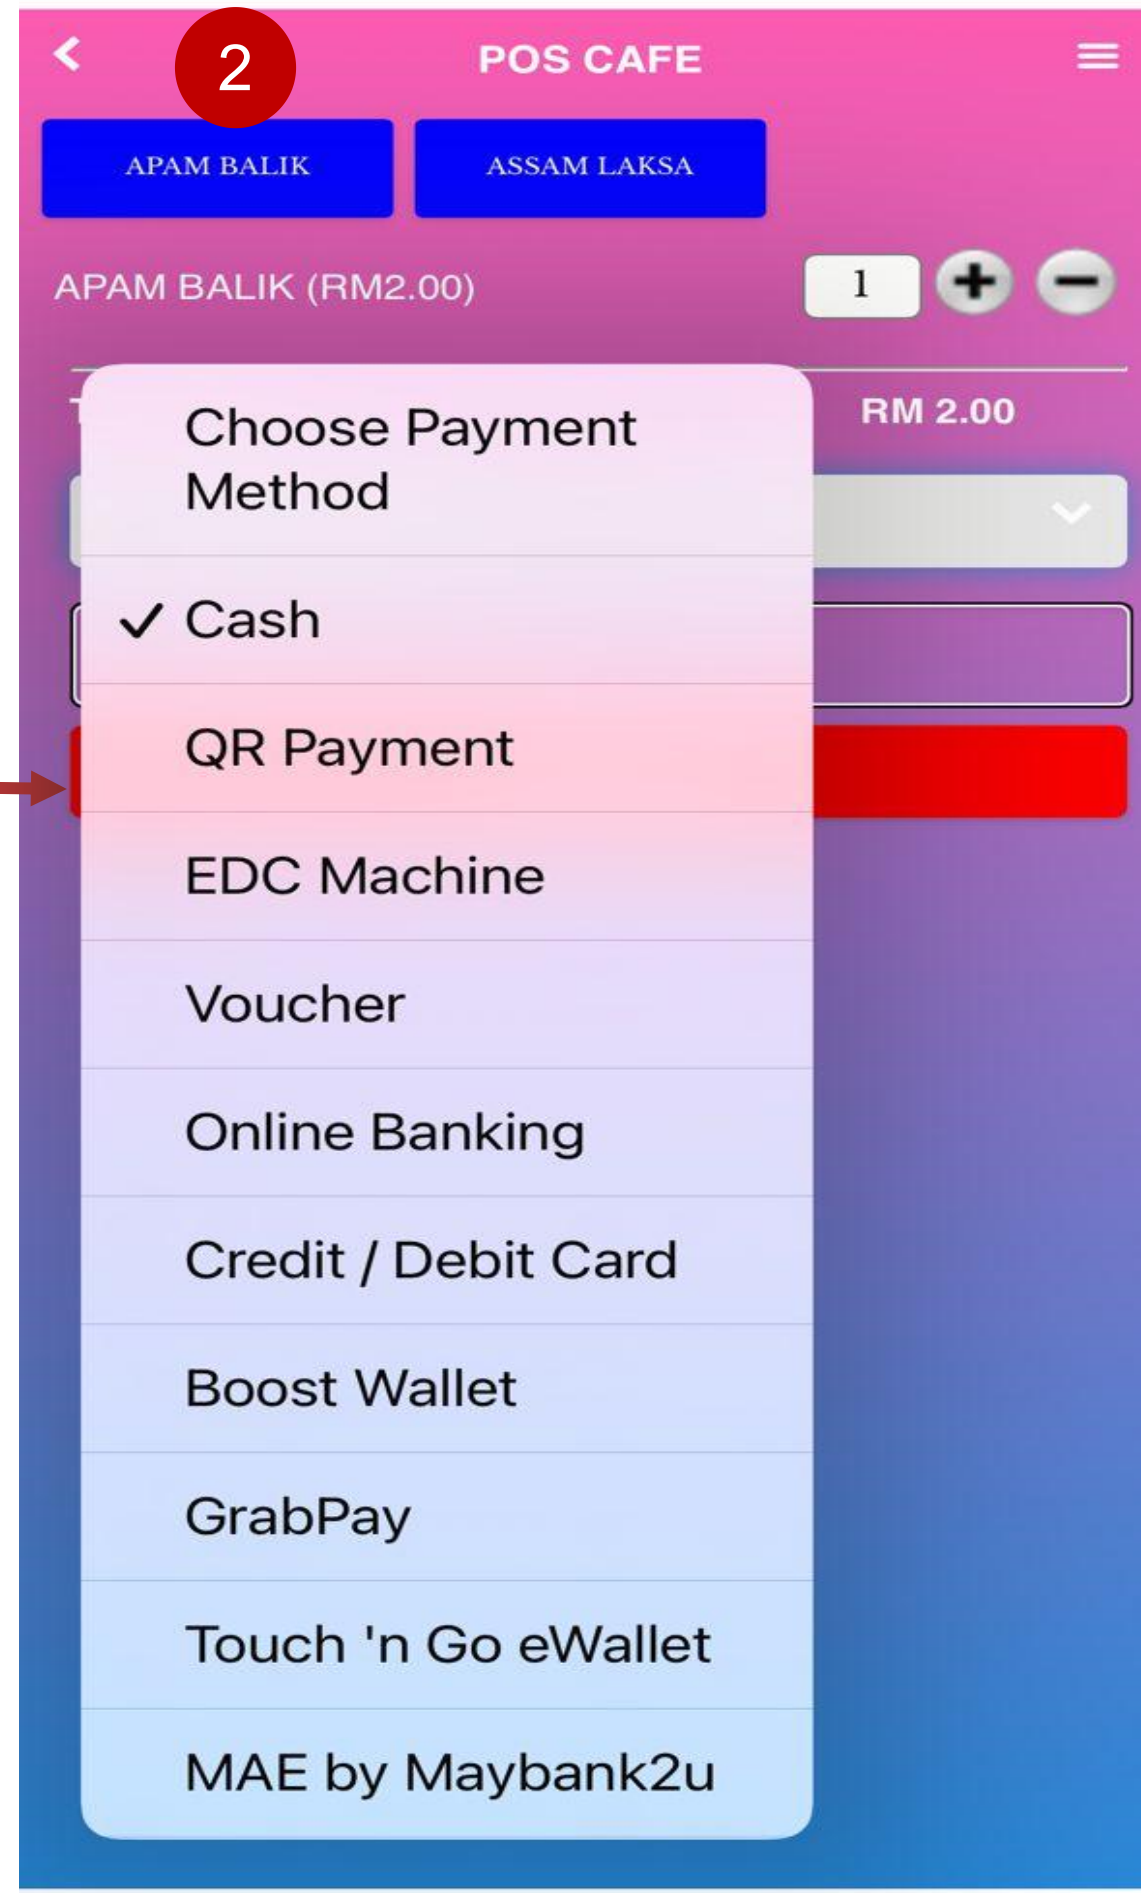 2
POS CAFE
APAM BALIK ASSAM LAKSA
APAM BALIK (RM2.00) 1
RM 2.00
Choose Payment
Method
Cash
QR Payment
EDC Machine
Voucher
Online Banking
Credit / Debit Card
Boost Wallet
GrabPay
Touch 'n Go eWallet
MAE by Maybank2u